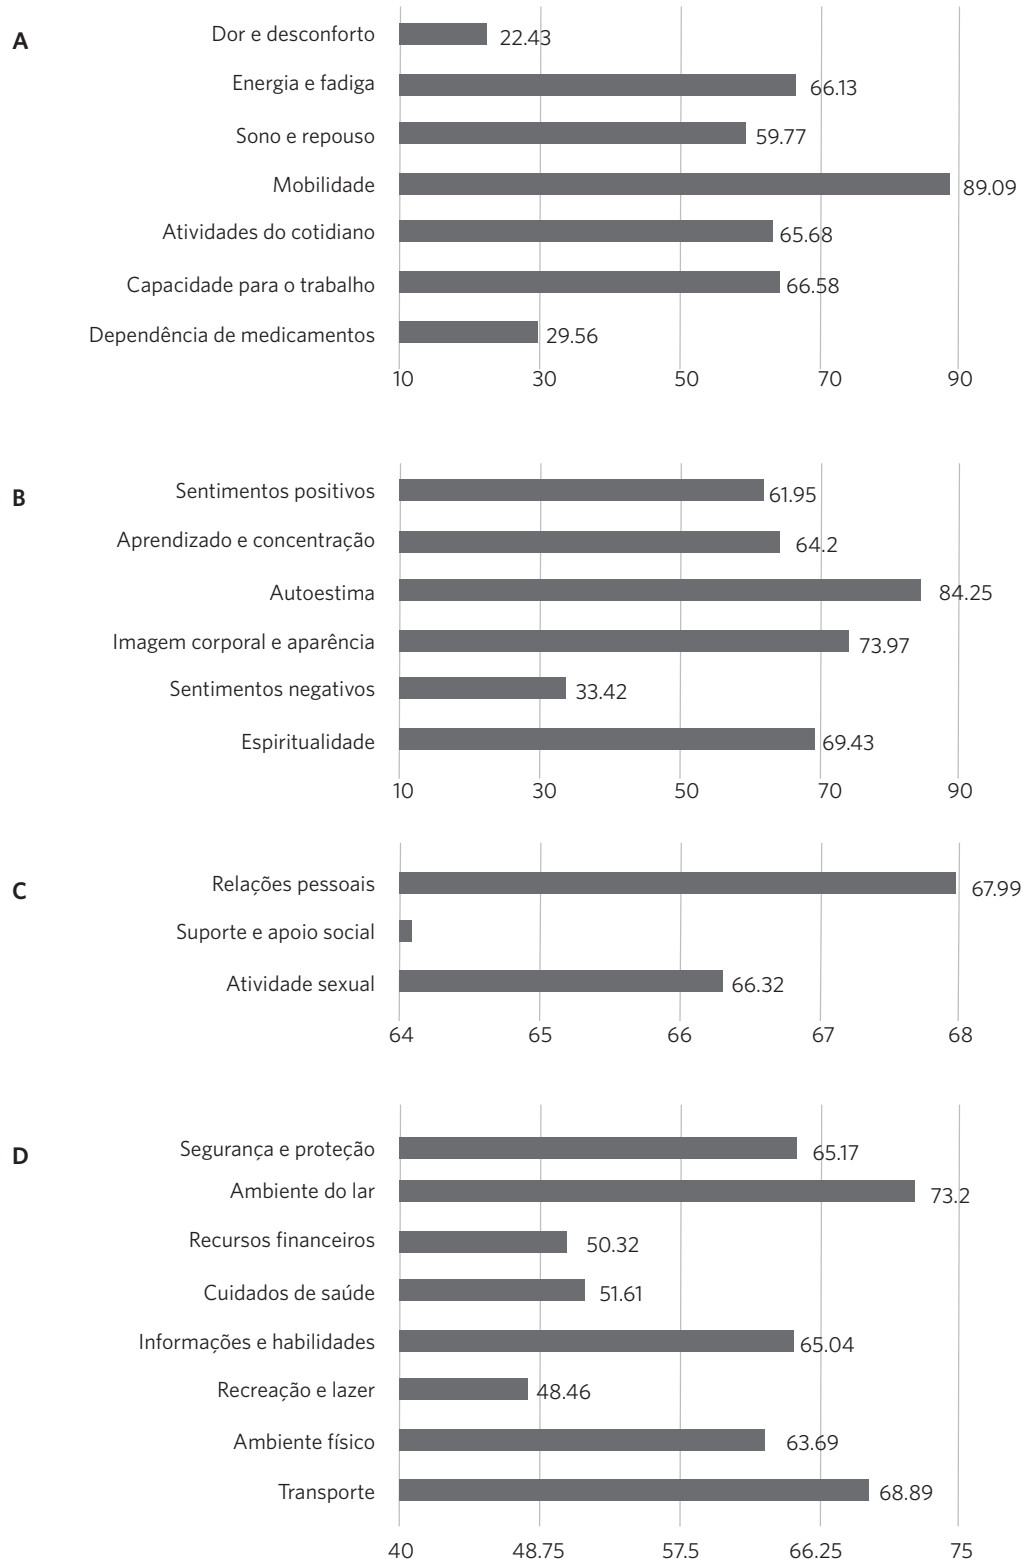 A
Dor e desconforto 22.43
Energia e fadiga 66.13
Sono e repouso 59.77
Mobilidade 89.09
Atividades do cotidiano 65.68
Capacidade para o trabalho 66.58
Dependência de medicamentos 29.56
10 30 50 70 90
B
Sentimentos positivos 61.95
Aprendizado e concentração 64.2
Autoestima 84.25
Imagem corporal e aparência 73.97
Sentimentos negativos 33.42
Espiritualidade 69.43
10 30 50 70 90
C
Relações pessoais 67.99
Suporte e apoio social
Atividade sexual 66.32
64 65 66 67 68
D
Segurança e proteção 65.17
Ambiente do lar 73.2
Recursos financeiros 50.32
Cuidados de saúde 51.61
Informações e habilidades 65.04
Recreação e lazer 48.46
Ambiente físico 63.69
Transporte 68.89
40 48.75 57.5 66.25 75